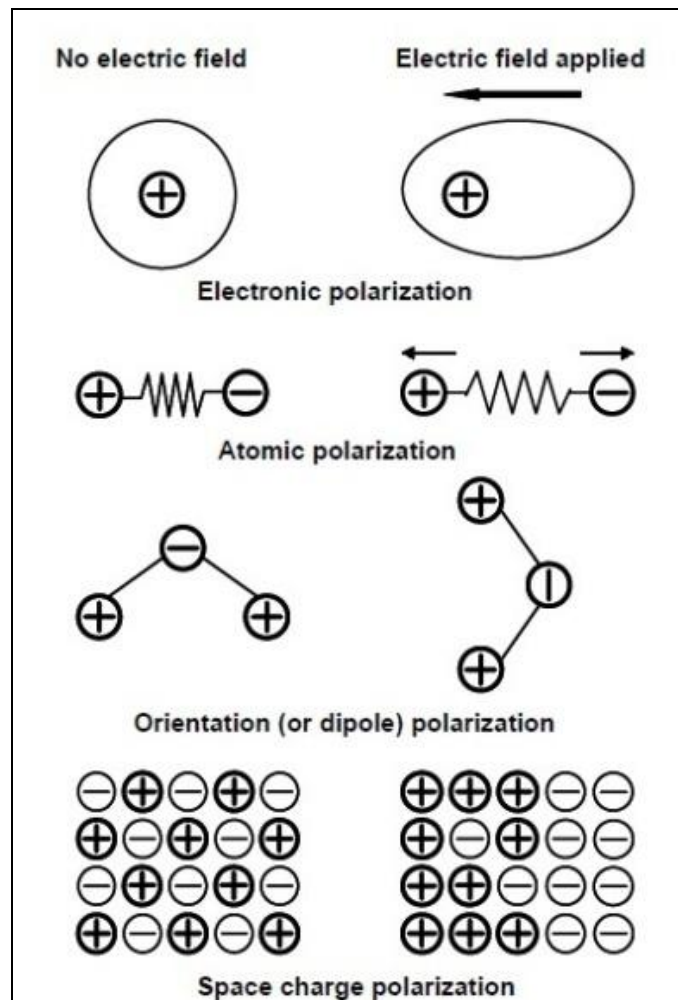 No electric field
Electric field applied
Electronic polarization
Atomic polarization
Orientation (or dipole) polarization
Space charge polarization